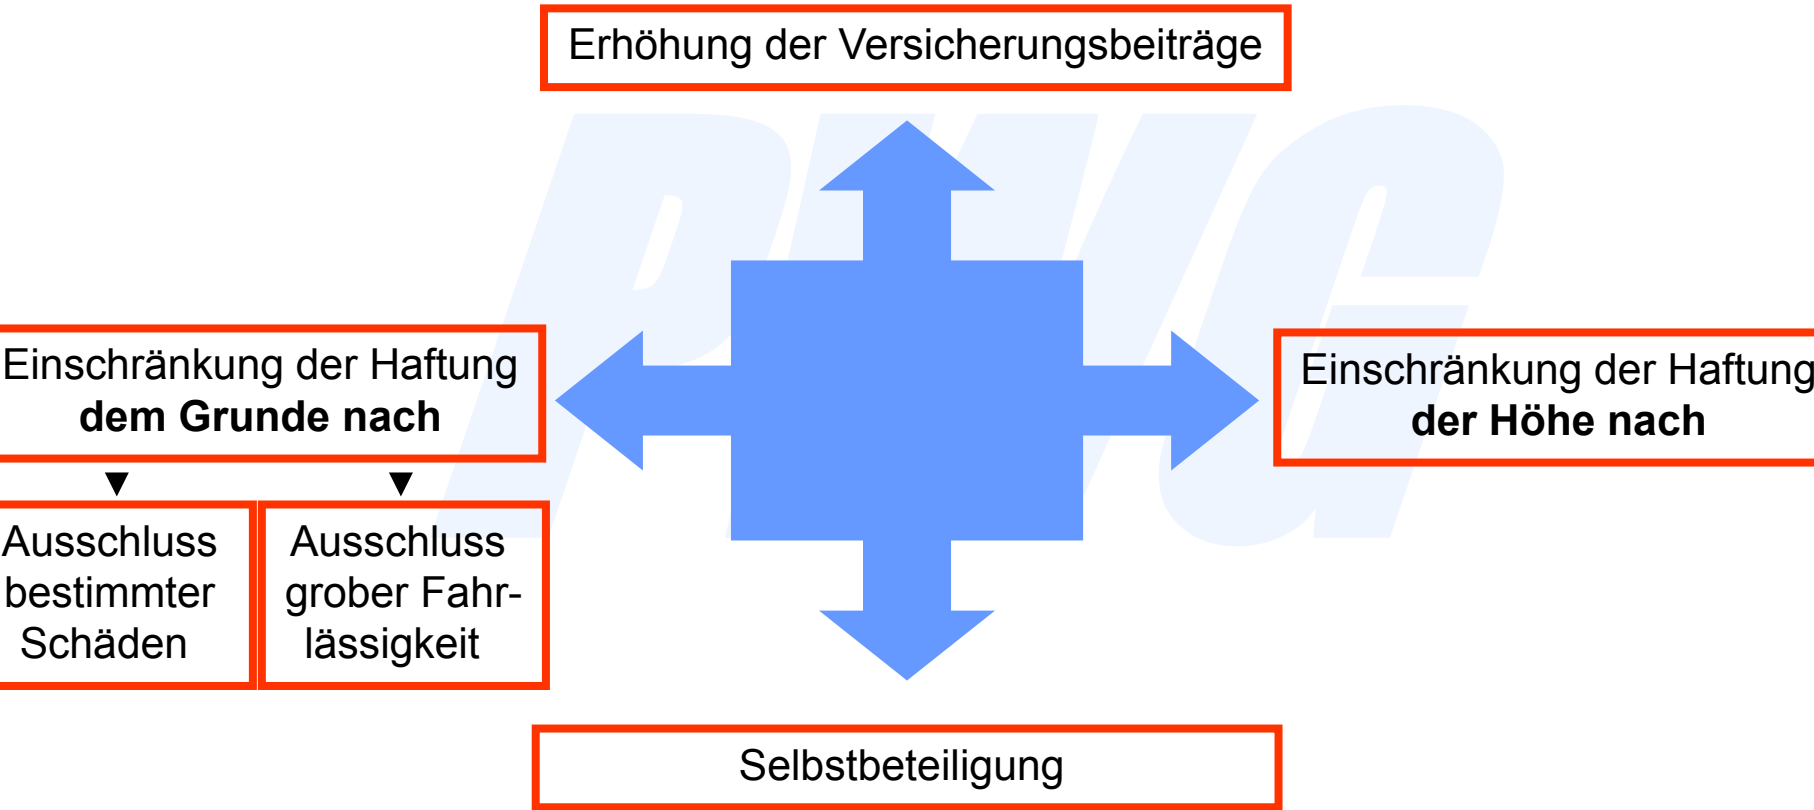 Erhöhung der Versicherungsbeiträge
PWG
Einschränkung der Haftung
dem Grunde nach
Einschränkung der Haftung
der Höhe nach
Ausschluss
bestimmter
Schäden
Ausschluss
grober Fahr-
lässigkeit
Selbstbeteiligung